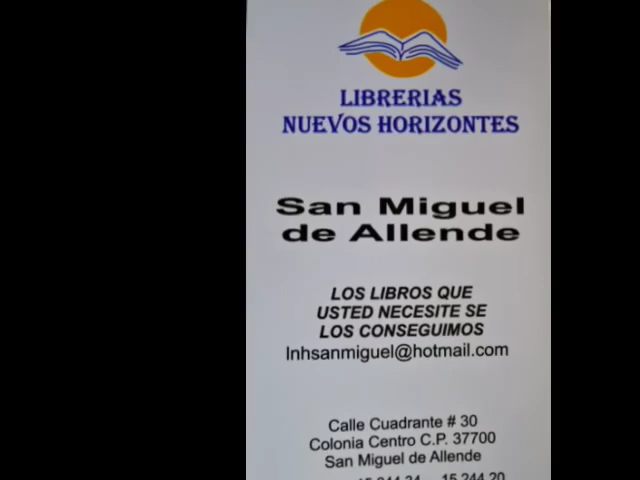 LIBRERIAS
NUEVOS HORIZONTES
San Miguel
de Allende
LOS LIBROS QUE
USTED NECESITE SE
LOS CONSEGUIMOS
lnhsanmiguel@hotmail.com
Calle Cuadrante # 30
Colonia Centro C.P. 37700
San Miguel de Allende